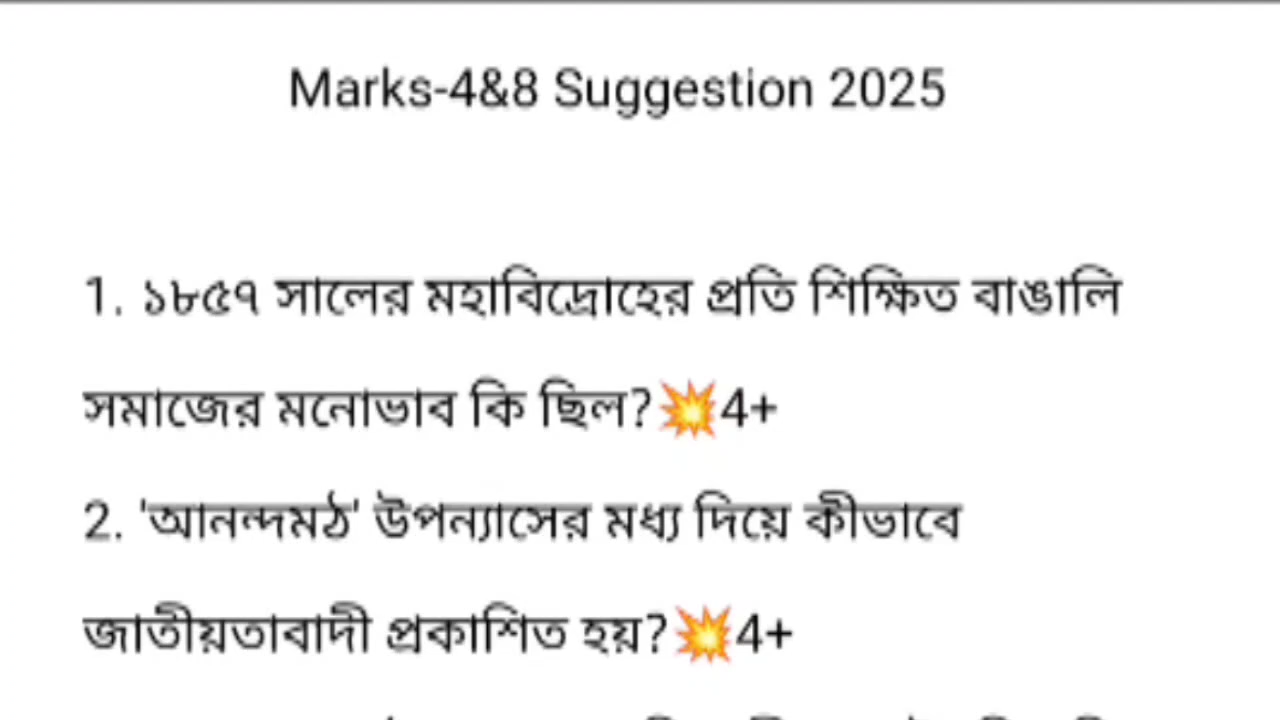 Marks-4&8 Suggestion 2025
1. ১৮৫৭ সালের মহাবিদ্রোহের প্রতি শিক্ষিত বাঙালি
সমাজের মনোভাব কি ছিল?💥4+
2. 'আনন্দমঠ' উপন্যাসের মধ্য দিয়ে কীভাবে
জাতীয়তাবাদী প্রকাশিত হয়?💥4+